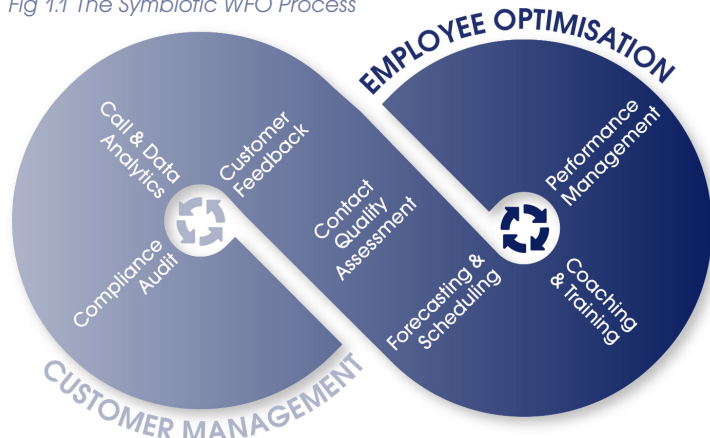 Fig 1.1 The Symbiotic WFO Process
EMPLOYEE OPTIMISATION
Call & Data
Analytics
Customer
Feedback
Compliance
Audit
Contact
Quality
Assessment
Performance
Management
Forecasting &
Scheduling
Coaching
& Training
CUSTOMER MANAGEMENT